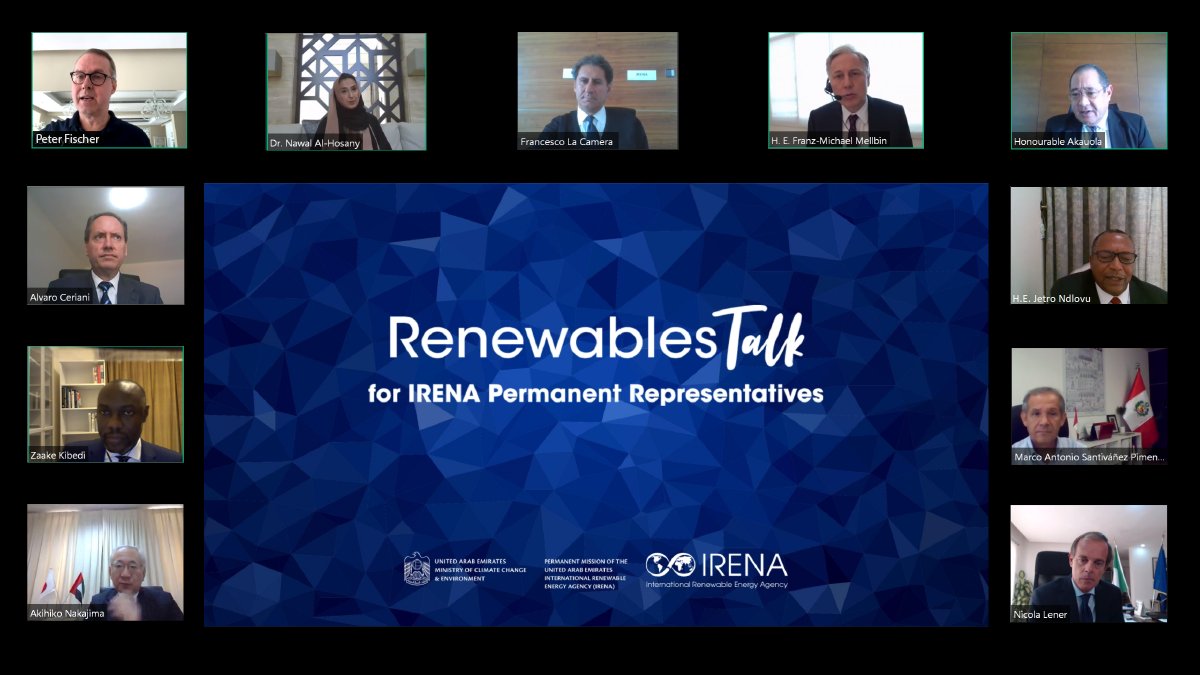 Peter Fischer
Dr. Nawal Al-Hosany
Francesco La Camera
H. E. Franz-Michael Mellbin
Honourable Akauola
Alvaro Ceriani
H.E. Jetro Ndlovu
RenewablesTalk
for IRENA Permanent Representatives
Zaake Kibedi
Marco Antonio Santiváñez Pimen...
Akihiko Nakajima
Nicola Lener
UNITED ARAB EMIRATES
MINISTRY OF CLIMATE CHANGE
& ENVIRONMENT
PERMANENT MISSION OF THE
UNITED ARAB EMIRATES
INTERNATIONAL RENEWABLE
ENERGY AGENCY (IRENA)
IRENA
International Renewable Energy Agency